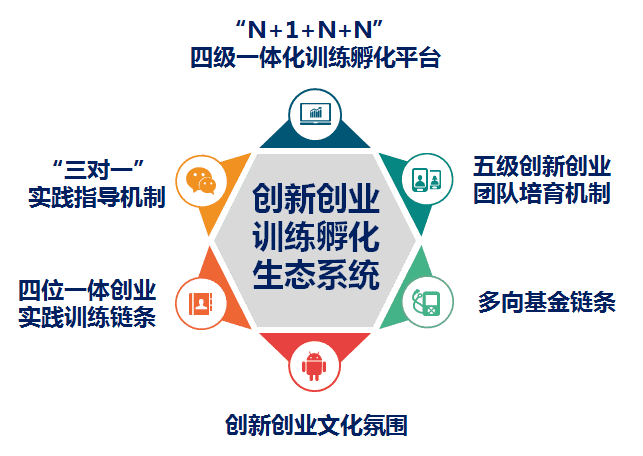 “N+1+N+N”
四级一体化训练孵化平台
“三对一”
实践指导机制
五级创新创业
团队培育机制
创新创业
训练孵化
生态系统
四位一体创业
实践训练链条
多向基金链条
创新创业文化氛围